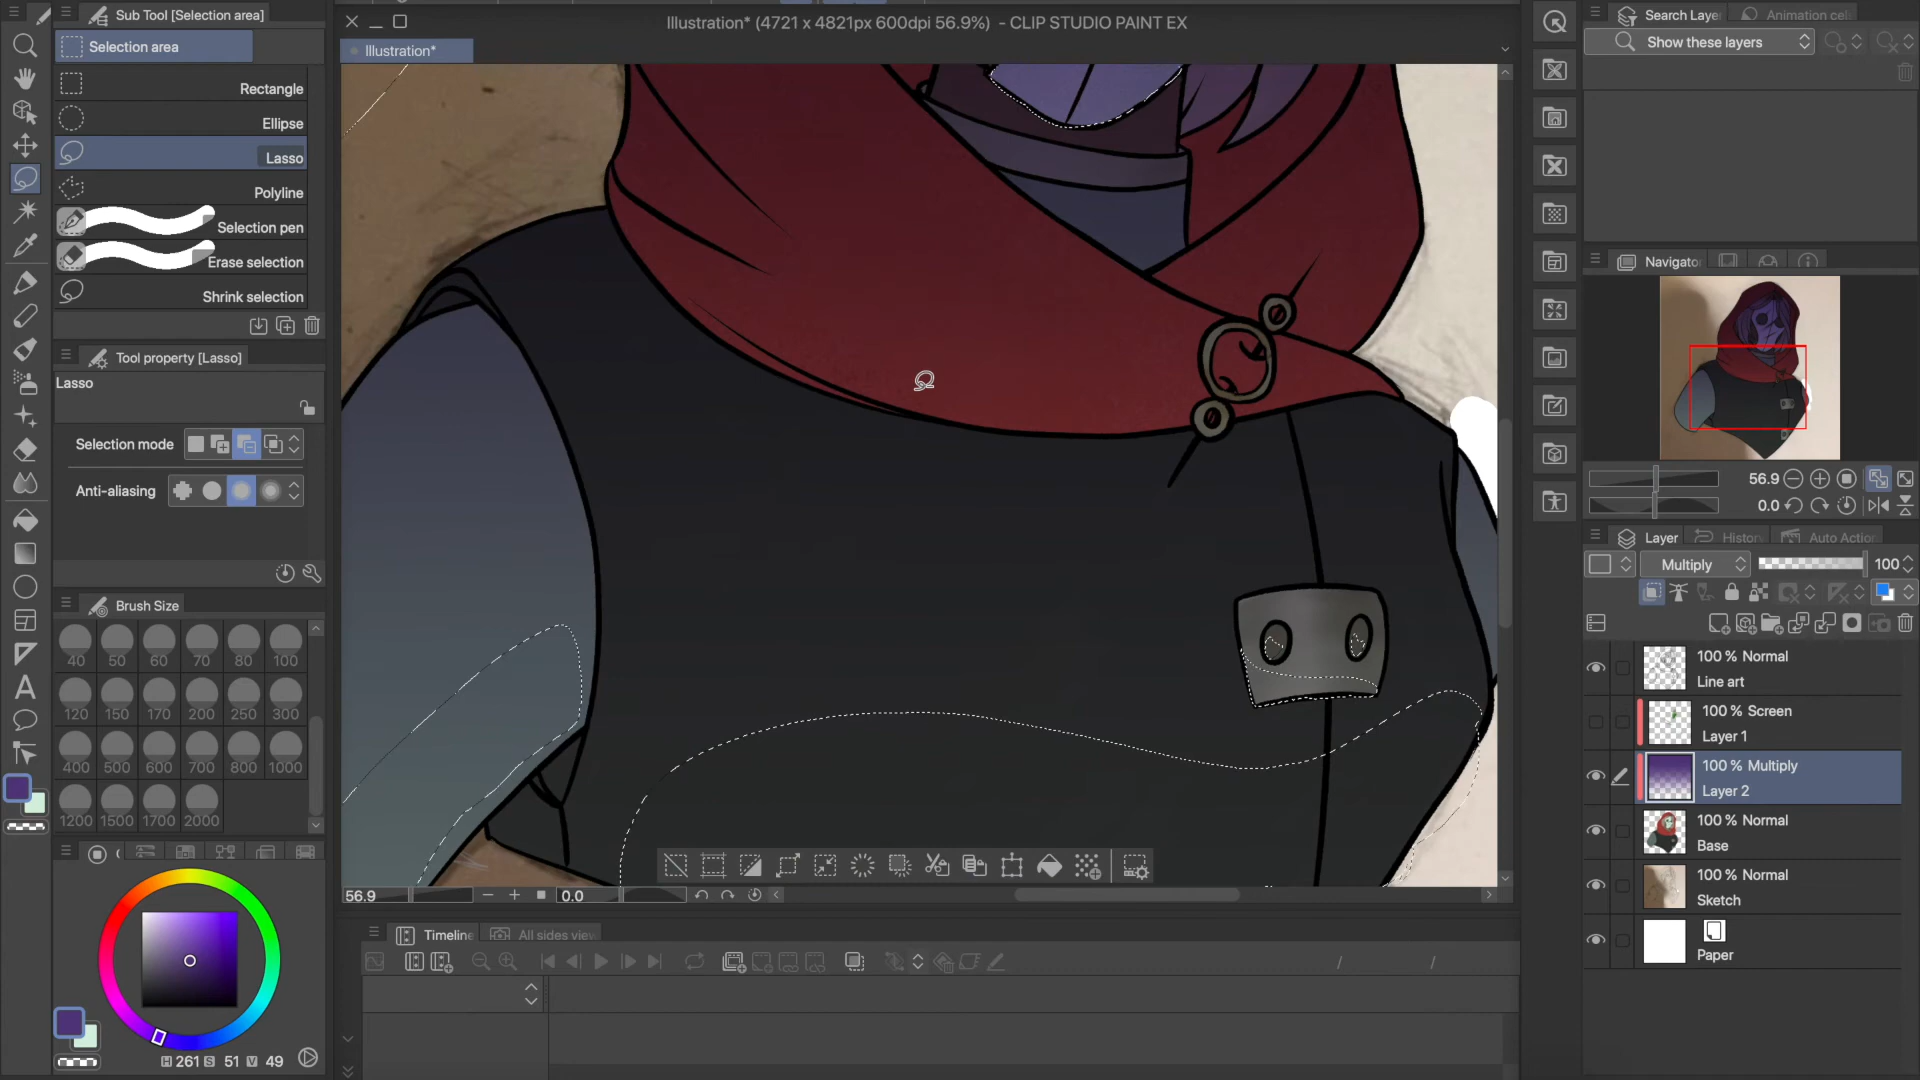 Sub Tool [Selection area]
Selection area
Rectangle
Ellipse
Lasso
Polyline
Selection pen
Erase selection
Shrink selection
Tool property [Lasso]
Lasso
Selection mode
Anti-aliasing
Brush Size
40 50 60 70 80 100
120 150 170 200 250 300
400 500 600 700 800 1000
1200 1500 1700 2000
H 261 S 51 V 49
Illustration* (4721 x 4821px 600dpi 56.9%) - CLIP STUDIO PAINT EX
Illustration*
56.9
0.0
Timeline
All sides view
/ /
Search Laye
Animation cel
Show these layers
Navigator
56.9
0.0
Layer
History
Auto Action
Multiply
100
100 % Normal
Line art
100 % Screen
Layer 1
100 % Multiply
Layer 2
100 % Normal
Base
100 % Normal
Sketch
Paper